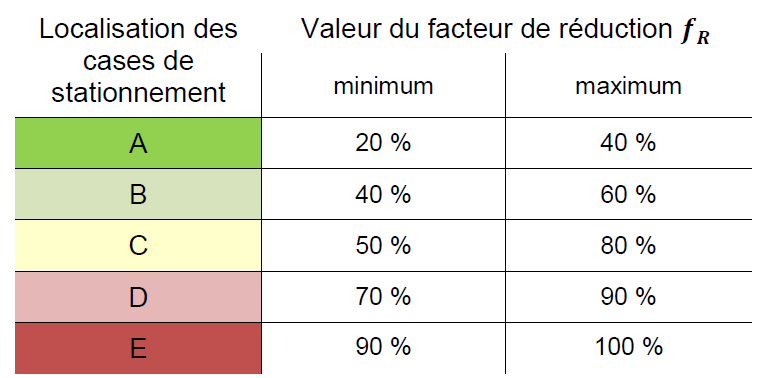 Localisation des
cases de
stationnement
Valeur du facteur de réduction f_R
minimum
maximum
A
20 %
40 %
B
40 %
60 %
C
50 %
80 %
D
70 %
90 %
E
90 %
100 %